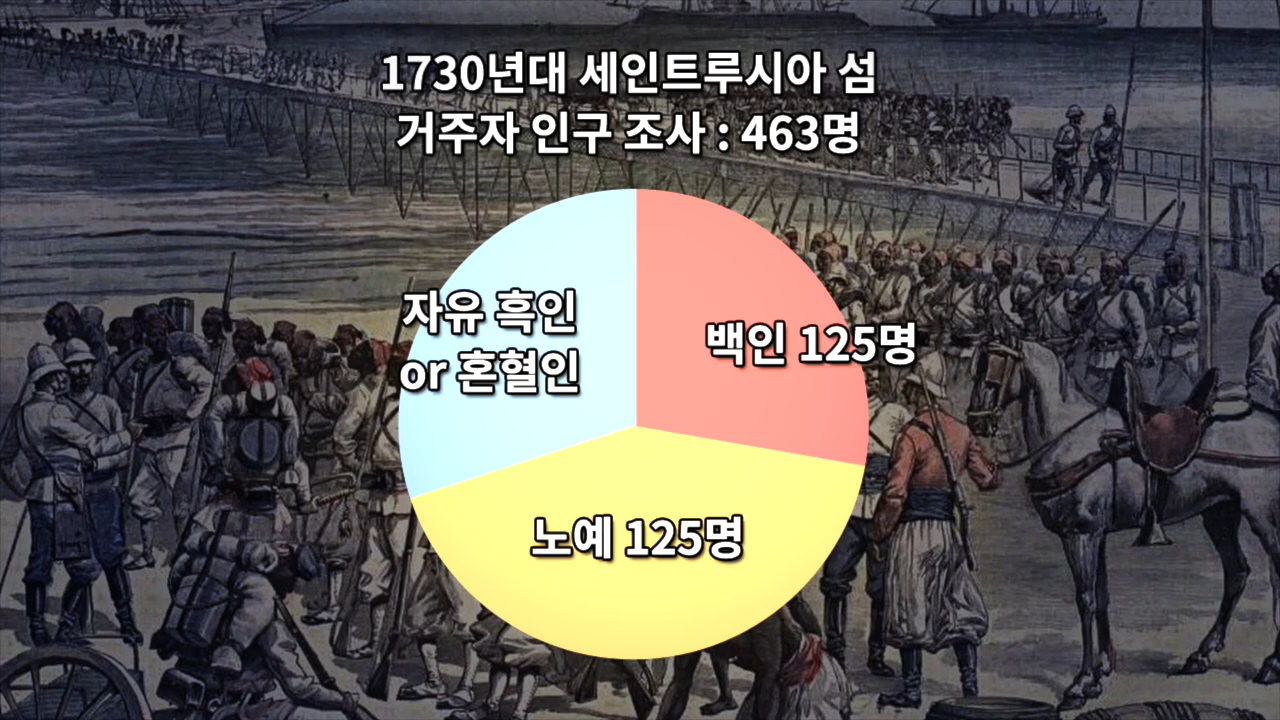 1730년대 세인트루시아 섬
거주자 인구 조사 : 463명
자유 흑인
or 혼혈인
백인 125명
노예 125명